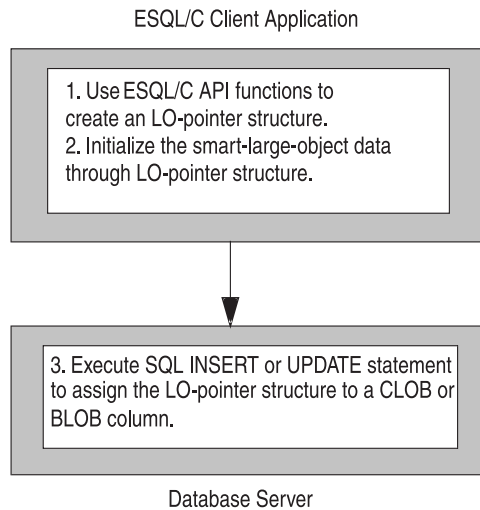 ESQL/C Client Application
1. Use ESQL/C API functions to
create an LO-pointer structure.
2. Initialize the smart-large-object data
through LO-pointer structure.
3. Execute SQL INSERT or UPDATE statement
to assign the LO-pointer structure to a CLOB or
BLOB column.
Database Server